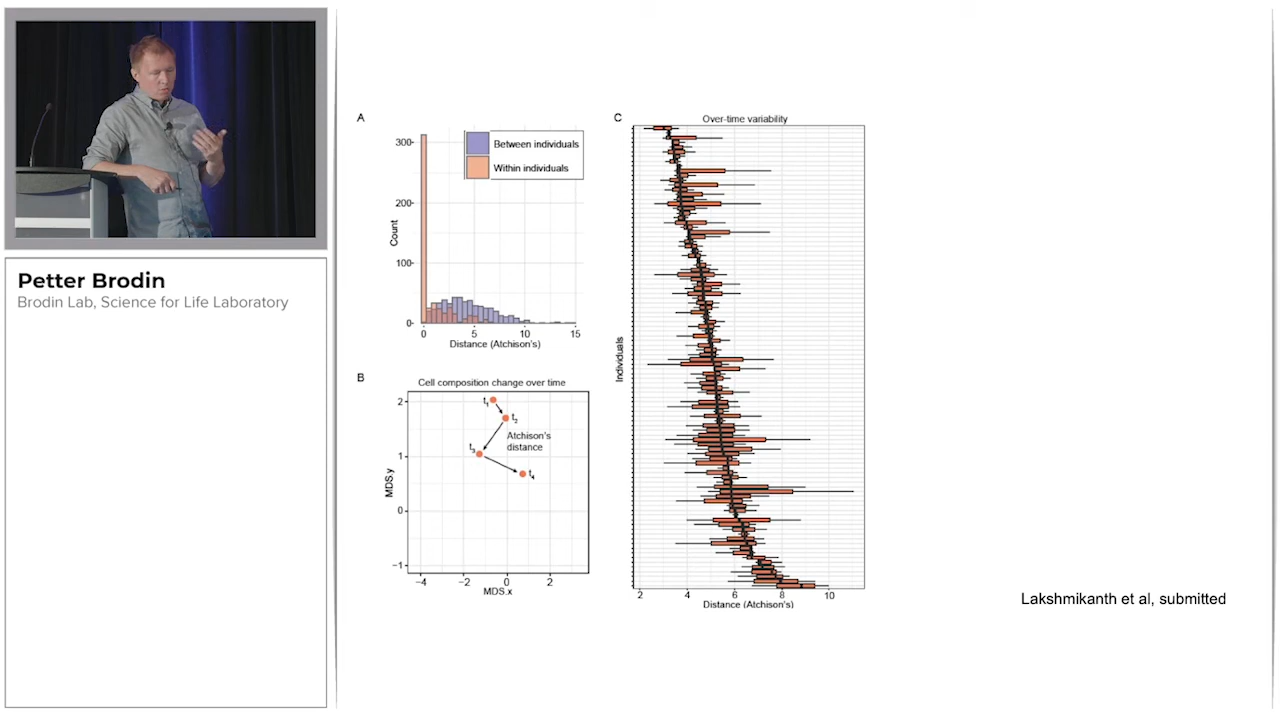 Petter Brodin
Brodin Lab, Science for Life Laboratory
A
300
200
100
0
Count
Between individuals
Within individuals
0 5 10 15
Distance (Atchison's)
B
Cell composition change over time
2
1
0
−1
MDS.y
t1
t2
t3
t4
Atchison's
distance
−4 −2 0 2
MDS.x
C
Over-time variability
Individuals
2 4 6 8 10
Distance (Atchison's)
Lakshmikanth et al, submitted